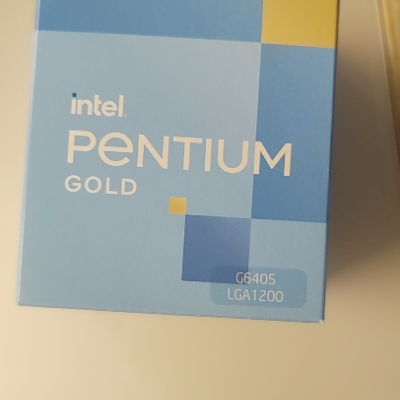 intel
PENTIUM
GOLD
G6405
LGA1200